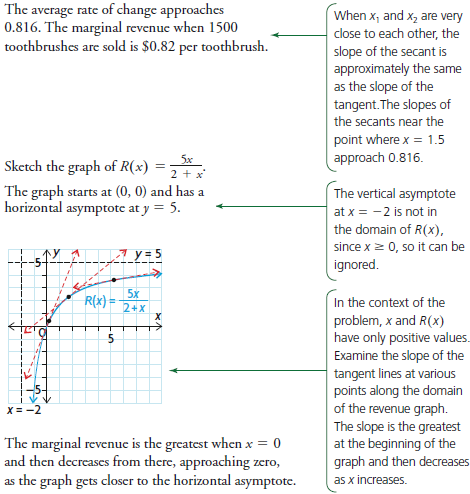 The average rate of change approaches
0.816. The marginal revenue when 1500
toothbrushes are sold is $0.82 per toothbrush.
When x₁ and x₂ are very
close to each other, the
slope of the secant is
approximately the same
as the slope of the
tangent.The slopes of
the secants near the
point where x = 1.5
approach 0.816.
Sketch the graph of R(x) = 5x / 2 + x.
The graph starts at (0, 0) and has a
horizontal asymptote at y = 5.
The vertical asymptote
at x = −2 is not in
the domain of R(x),
since x ≥ 0, so it can be
ignored.
y
y = 5
5
R(x) = 5x / 2+x
x
0
5
−5
x = −2
In the context of the
problem, x and R(x)
have only positive values.
Examine the slope of the
tangent lines at various
points along the domain
of the revenue graph.
The slope is the greatest
at the beginning of the
graph and then decreases
as x increases.
The marginal revenue is the greatest when x = 0
and then decreases from there, approaching zero,
as the graph gets closer to the horizontal asymptote.